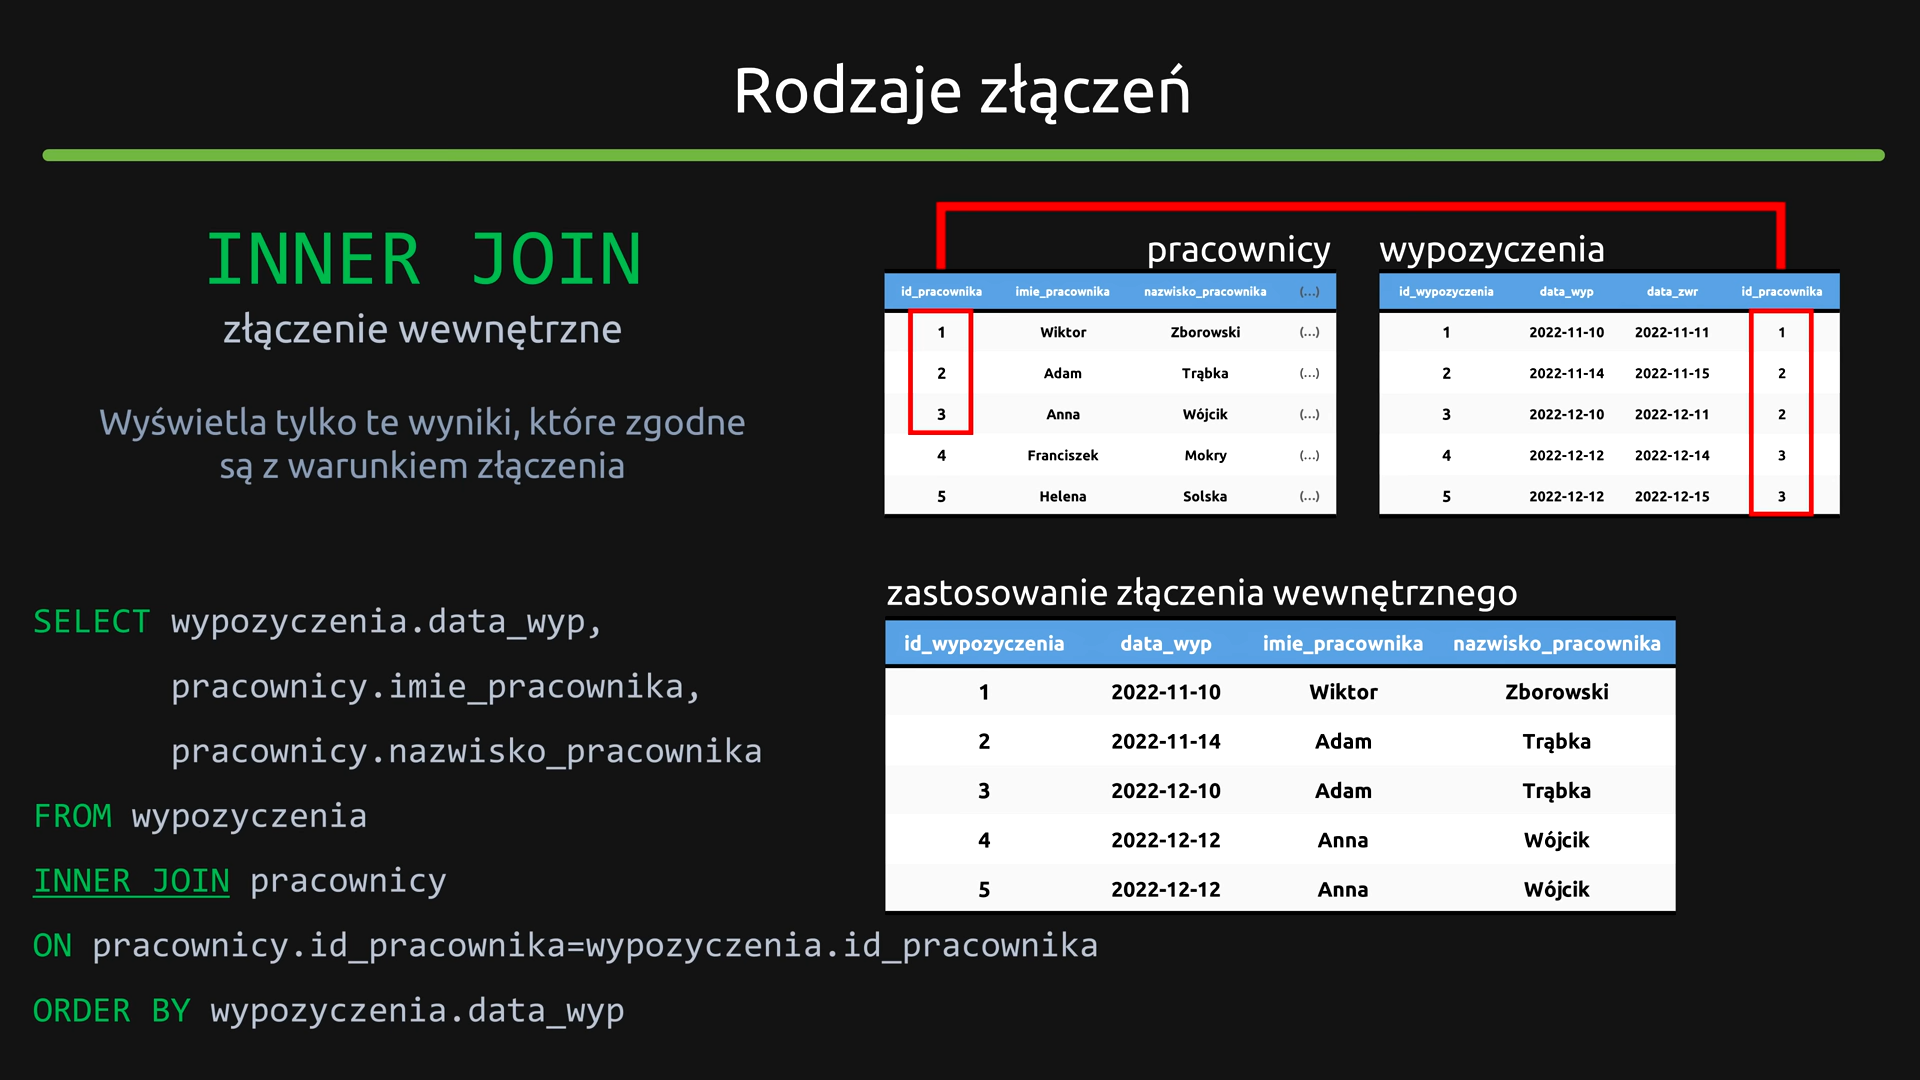 Rodzaje złączeń
INNER JOIN
złączenie wewnętrzne
Wyświetla tylko te wyniki, które zgodne
są z warunkiem złączenia
SELECT wypozyczenia.data_wyp,
pracownicy.imie_pracownika,
pracownicy.nazwisko_pracownika
FROM wypozyczenia
INNER JOIN pracownicy
ON pracownicy.id_pracownika=wypozyczenia.id_pracownika
ORDER BY wypozyczenia.data_wyp
pracownicy
id_pracownika imie_pracownika nazwisko_pracownika (...)
1 Wiktor Zborowski (...)
2 Adam Trąbka (...)
3 Anna Wójcik (...)
4 Franciszek Mokry (...)
5 Helena Solska (...)
wypozyczenia
id_wypozyczenia data_wyp data_zwr id_pracownika
1 2022-11-10 2022-11-11 1
2 2022-11-14 2022-11-15 2
3 2022-12-10 2022-12-11 2
4 2022-12-12 2022-12-14 3
5 2022-12-12 2022-12-15 3
zastosowanie złączenia wewnętrznego
id_wypozyczenia data_wyp imie_pracownika nazwisko_pracownika
1 2022-11-10 Wiktor Zborowski
2 2022-11-14 Adam Trąbka
3 2022-12-10 Adam Trąbka
4 2022-12-12 Anna Wójcik
5 2022-12-12 Anna Wójcik